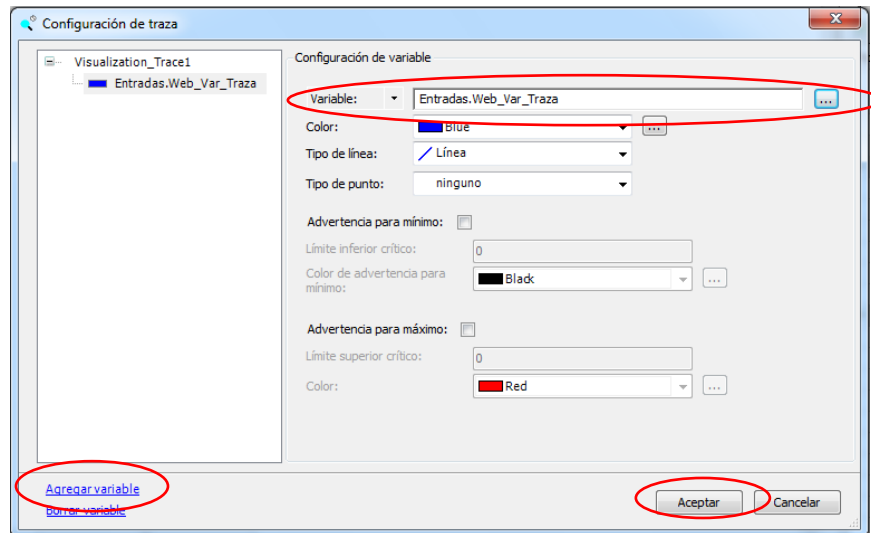 Configuración de traza
Visualization_Trace1
Entradas.Web_Var_Traza
Configuración de variable
Variable: Entradas.Web_Var_Traza ...
Color: Blue ...
Tipo de línea: Línea
Tipo de punto: ninguno
Advertencia para mínimo:
Límite inferior crítico: 0
Color de advertencia para
mínimo: Black ...
Advertencia para máximo:
Límite superior crítico: 0
Color: Red ...
Agregar variable
Borrar variable
Aceptar Cancelar